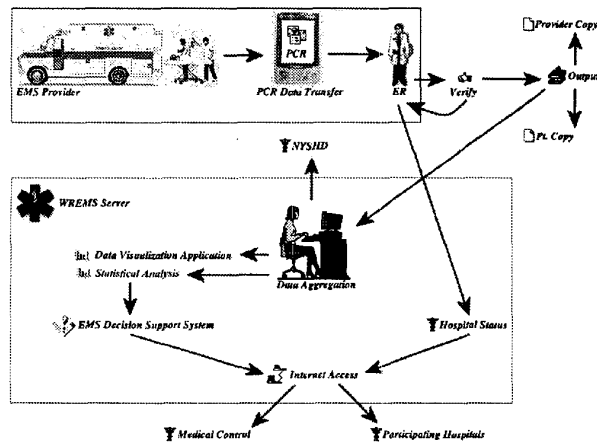 Provider Copy
PCR
EMS Provider
PCR Data Transfer
ER
Verify
Output
Pt. Copy
NYSHD
WREMS Server
Data Visualization Application
Statistical Analysis
Data Aggregation
EMS Decision Support System
Hospital Status
Internet Access
Medical Control
Participating Hospitals